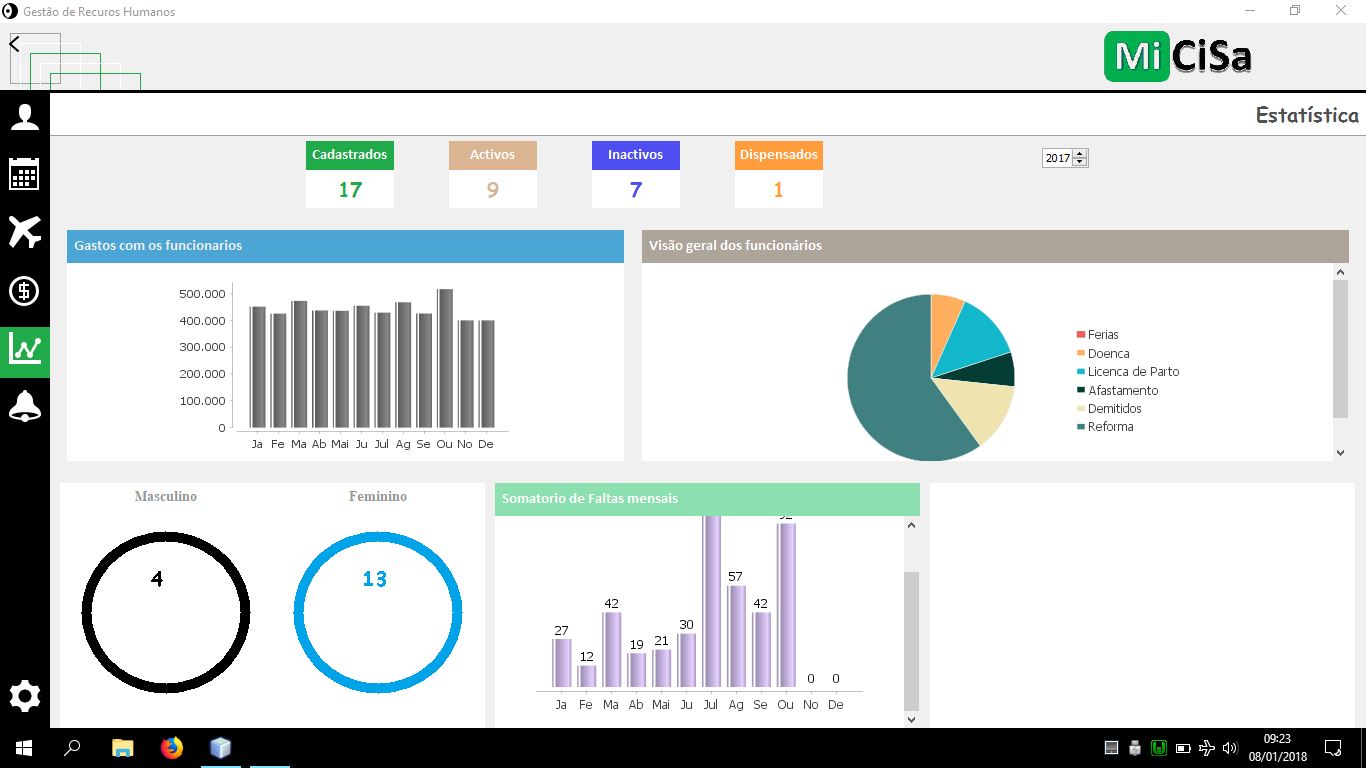 Gestão de Recuros Humanos
MiCiSa
Estatística
Cadastrados
17
Activos
9
Inactivos
7
Dispensados
1
2017
Gastos com os funcionarios
500.000
400.000
300.000
200.000
100.000
0
Ja Fe Ma Ab Mai Ju Jul Ag Se Ou No De
Visão geral dos funcionários
Ferias
Doenca
Licenca de Parto
Afastamento
Demitidos
Reforma
Masculino
4
Feminino
13
Somatorio de Faltas mensais
27 12 42 19 21 30 57 42 0 0
Ja Fe Ma Ab Mai Ju Jul Ag Se Ou No De
09:23
08/01/2018